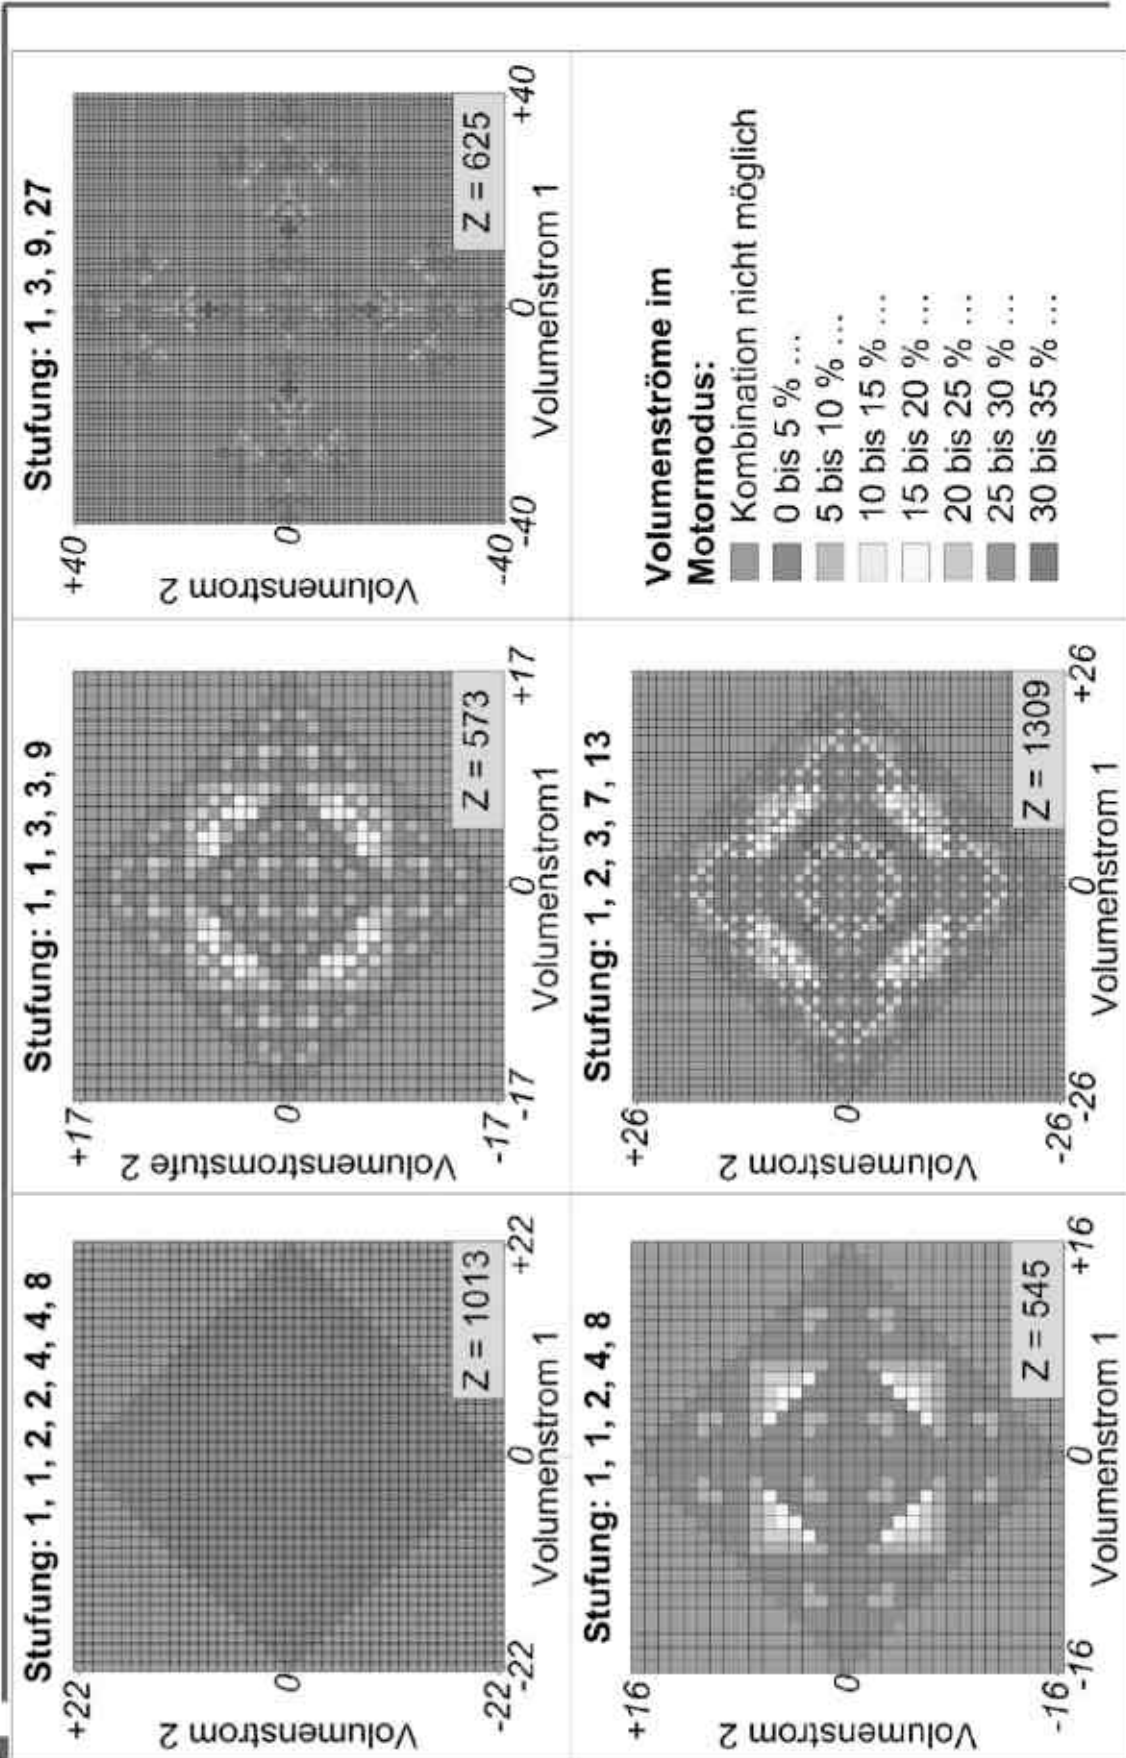 Stufung: 1, 1, 2, 2, 4, 4, 8
+22
0
-22
Volumenstrom 2
-22
0
+22
Volumenstrom 1
Z = 1013
Stufung: 1, 1, 3, 3, 9
+17
0
-17
Volumenstromstufe 2
-17
0
+17
Volumenstrom1
Z = 573
Stufung: 1, 3, 9, 27
+40
0
-40
Volumenstrom 2
-40
0
+40
Volumenstrom 1
Z = 625
Stufung: 1, 1, 2, 4, 8
+16
0
-16
Volumenstrom 2
-16
0
+16
Volumenstrom 1
Z = 545
Stufung: 1, 2, 3, 7, 13
+26
0
-26
Volumenstrom 2
-26
0
+26
Volumenstrom 1
Z = 1309
Volumenströme im
Motormodus:
Kombination nicht möglich
0 bis 5 % ...
5 bis 10 % ...
10 bis 15 % ...
15 bis 20 % ...
20 bis 25 % ...
25 bis 30 % ...
30 bis 35 % ...